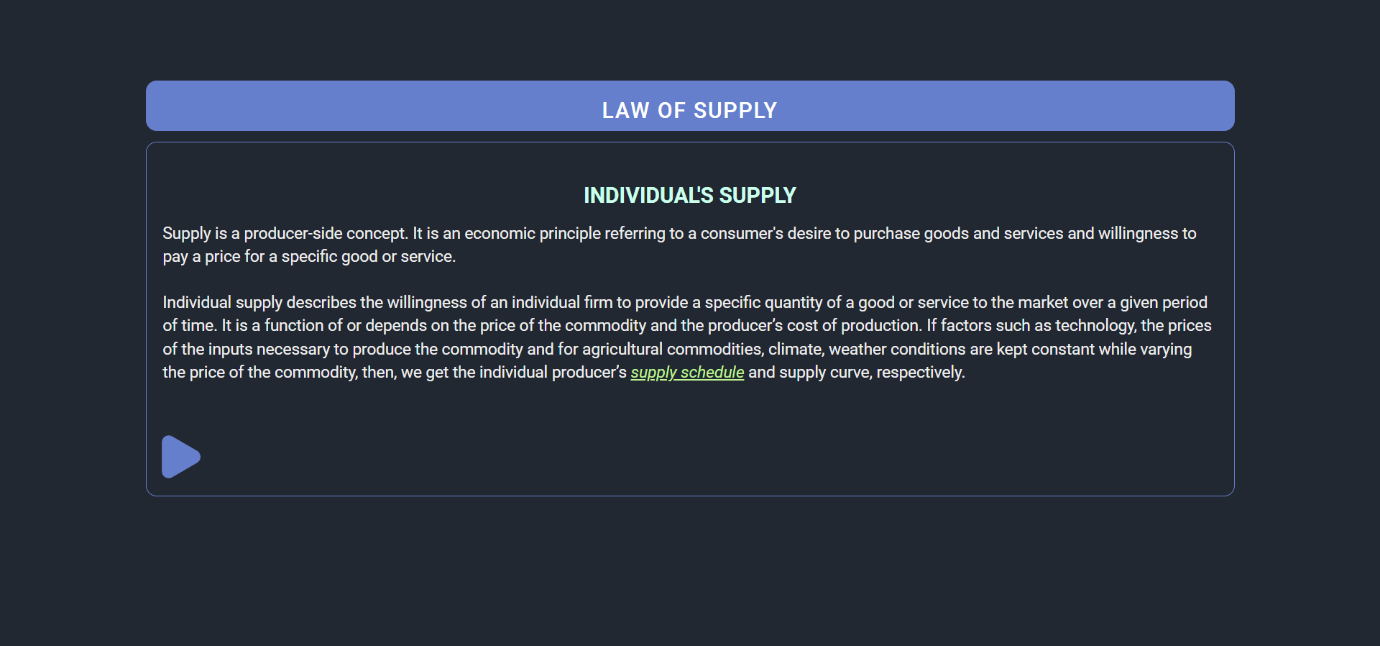 LAW OF SUPPLY
INDIVIDUAL'S SUPPLY
Supply is a producer-side concept. It is an economic principle referring to a consumer's desire to purchase goods and services and willingness to
pay a price for a specific good or service.
Individual supply describes the willingness of an individual firm to provide a specific quantity of a good or service to the market over a given period
of time. It is a function of or depends on the price of the commodity and the producer’s cost of production. If factors such as technology, the prices
of the inputs necessary to produce the commodity and for agricultural commodities, climate, weather conditions are kept constant while varying
the price of the commodity, then, we get the individual producer’s supply schedule and supply curve, respectively.